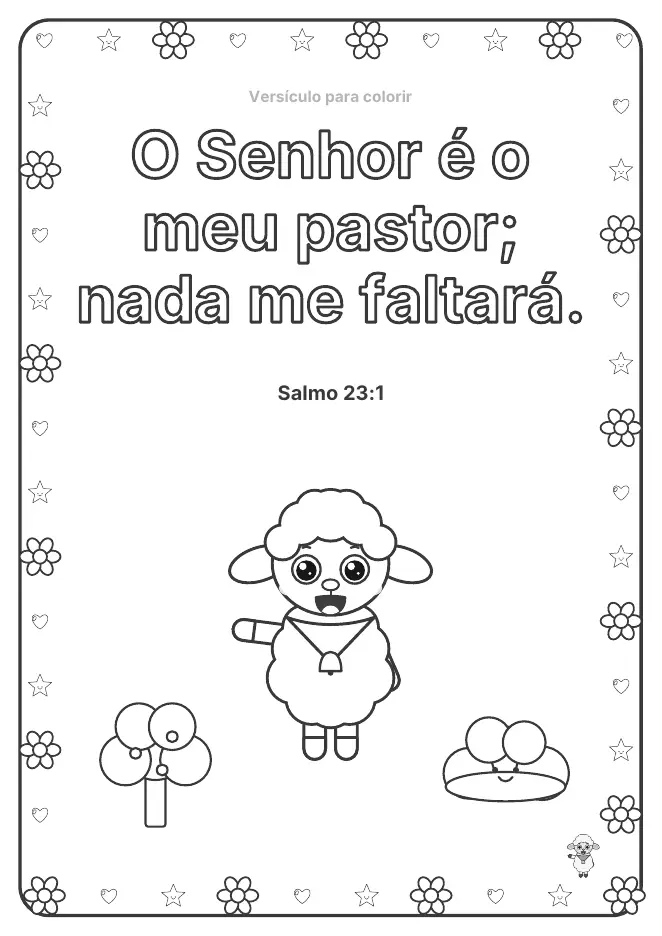 Versículo para colorir
O Senhor é o
meu pastor;
nada me faltará.
Salmo 23:1